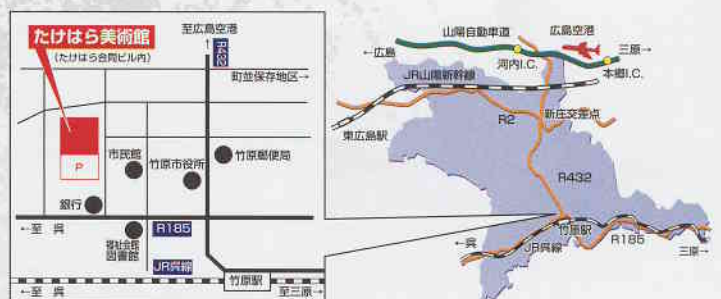 たけはら美術館
(たけはら合同ビル内)
至広島空港
↑
R432
町並保存地区→
P
市民館
竹原市役所
竹原郵便局
銀行
←至 呉
福祉会館
図書館
R185
JR呉線
竹原駅
←至 呉
至三原→
山陽自動車道
広島空港
←広島
三原→
河内I.C.
本郷I.C.
JR山陽新幹線
新庄交差点
R2
東広島駅
R432
竹原駅
←呉
R185
JR呉線
三原→